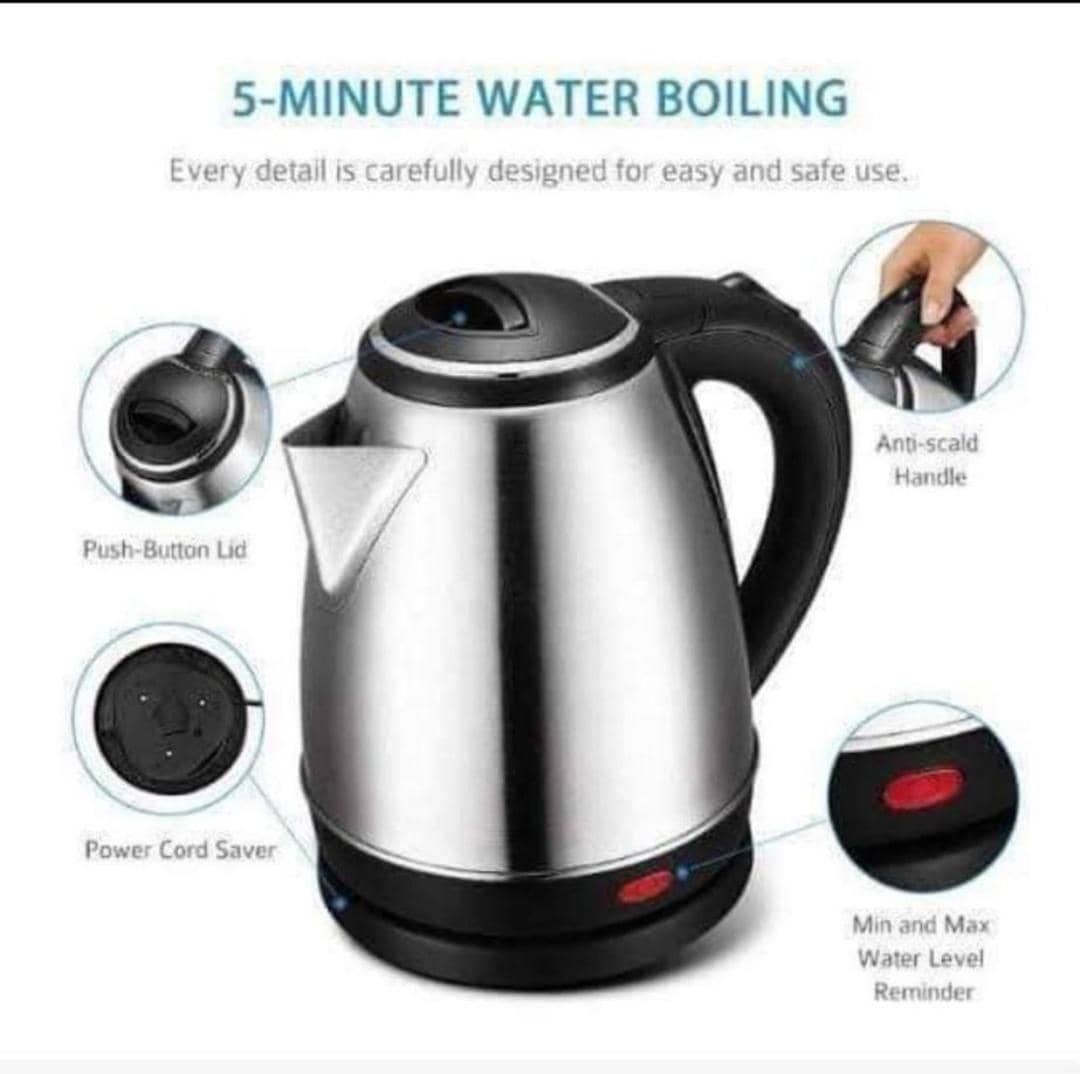 5-MINUTE WATER BOILING
Every detail is carefully designed for easy and safe use.
Anti-scald
Handle
Push-Button Lid
Power Cord Saver
Min and Max
Water Level
Reminder